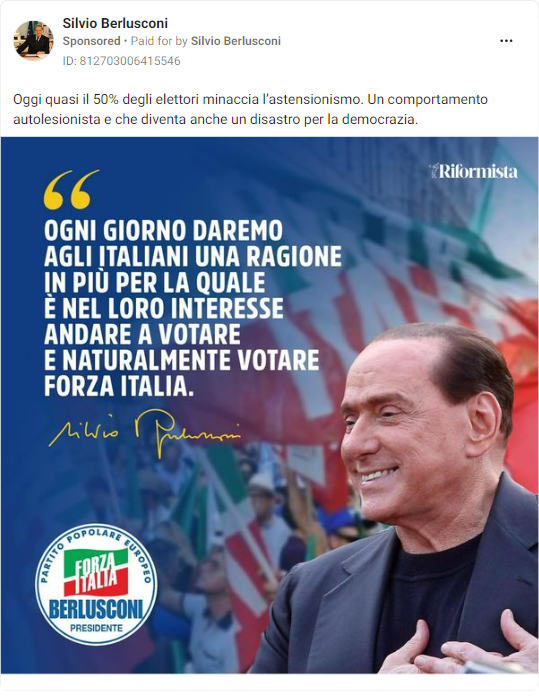 Silvio Berlusconi
Sponsored • Paid for by Silvio Berlusconi
ID: 812703006415546
Oggi quasi il 50% degli elettori minaccia l'astensionismo. Un comportamento
autolesionista e che diventa anche un disastro per la democrazia.
il Riformista
“
OGNI GIORNO DAREMO
AGLI ITALIANI UNA RAGIONE
IN PIÙ PER LA QUALE
È NEL LORO INTERESSE
ANDARE A VOTARE
E NATURALMENTE VOTARE
FORZA ITALIA.
Silvio Berlusconi
PARTITO POPOLARE EUROPEO
FORZA
ITALIA
BERLUSCONI
PRESIDENTE